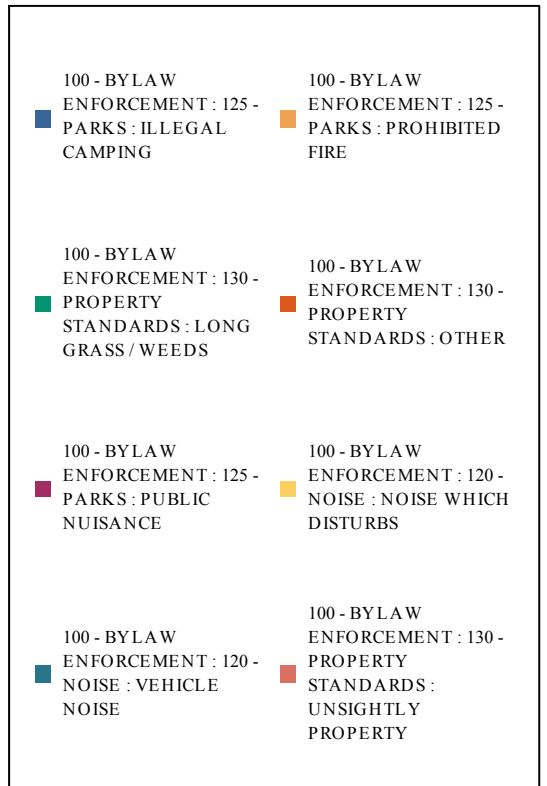 100 - BYLAW
ENFORCEMENT : 125 -
PARKS : ILLEGAL
CAMPING
100 - BYLAW
ENFORCEMENT : 125 -
PARKS : PROHIBITED
FIRE
100 - BYLAW
ENFORCEMENT : 130 -
PROPERTY
STANDARDS : LONG
GRASS / WEEDS
100 - BYLAW
ENFORCEMENT : 130 -
PROPERTY
STANDARDS : OTHER
100 - BYLAW
ENFORCEMENT : 125 -
PARKS : PUBLIC
NUISANCE
100 - BYLAW
ENFORCEMENT : 120 -
NOISE : NOISE WHICH
DISTURBS
100 - BYLAW
ENFORCEMENT : 120 -
NOISE : VEHICLE
NOISE
100 - BYLAW
ENFORCEMENT : 130 -
PROPERTY
STANDARDS :
UNSIGHTLY
PROPERTY